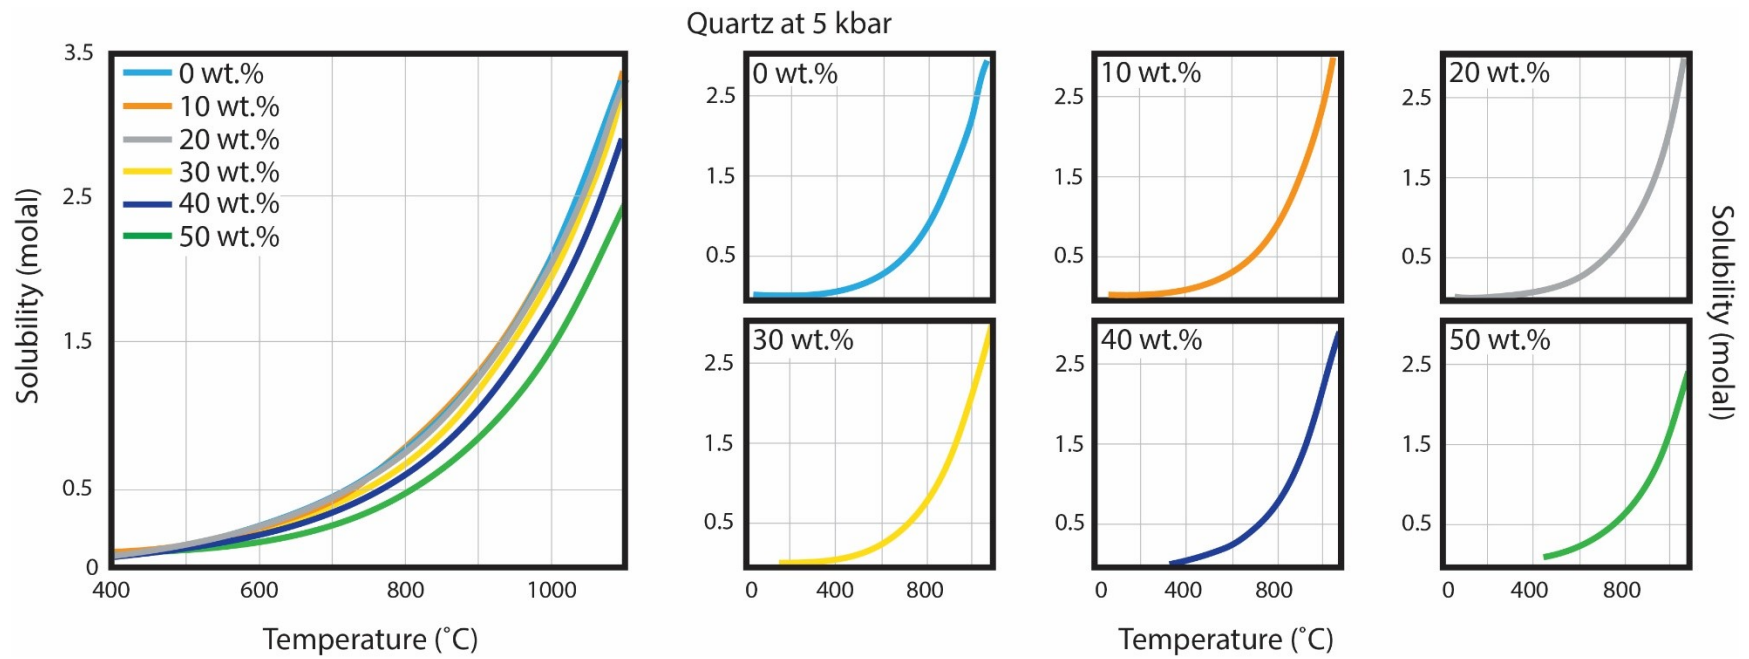 Quartz at 5 kbar
3.5
2.5
1.5
0.5
0
400 600 800 1000
0 wt.%
10 wt.%
20 wt.%
30 wt.%
40 wt.%
50 wt.%
Solubility (molal)
Temperature (˚C)
0 wt.%
2.5
1.5
0.5
10 wt.%
2.5
1.5
0.5
20 wt.%
2.5
1.5
0.5
30 wt.%
2.5
1.5
0.5
0 400 800
40 wt.%
2.5
1.5
0.5
0 400 800
50 wt.%
2.5
1.5
0.5
0 400 800
Temperature (˚C)
Solubility (molal)